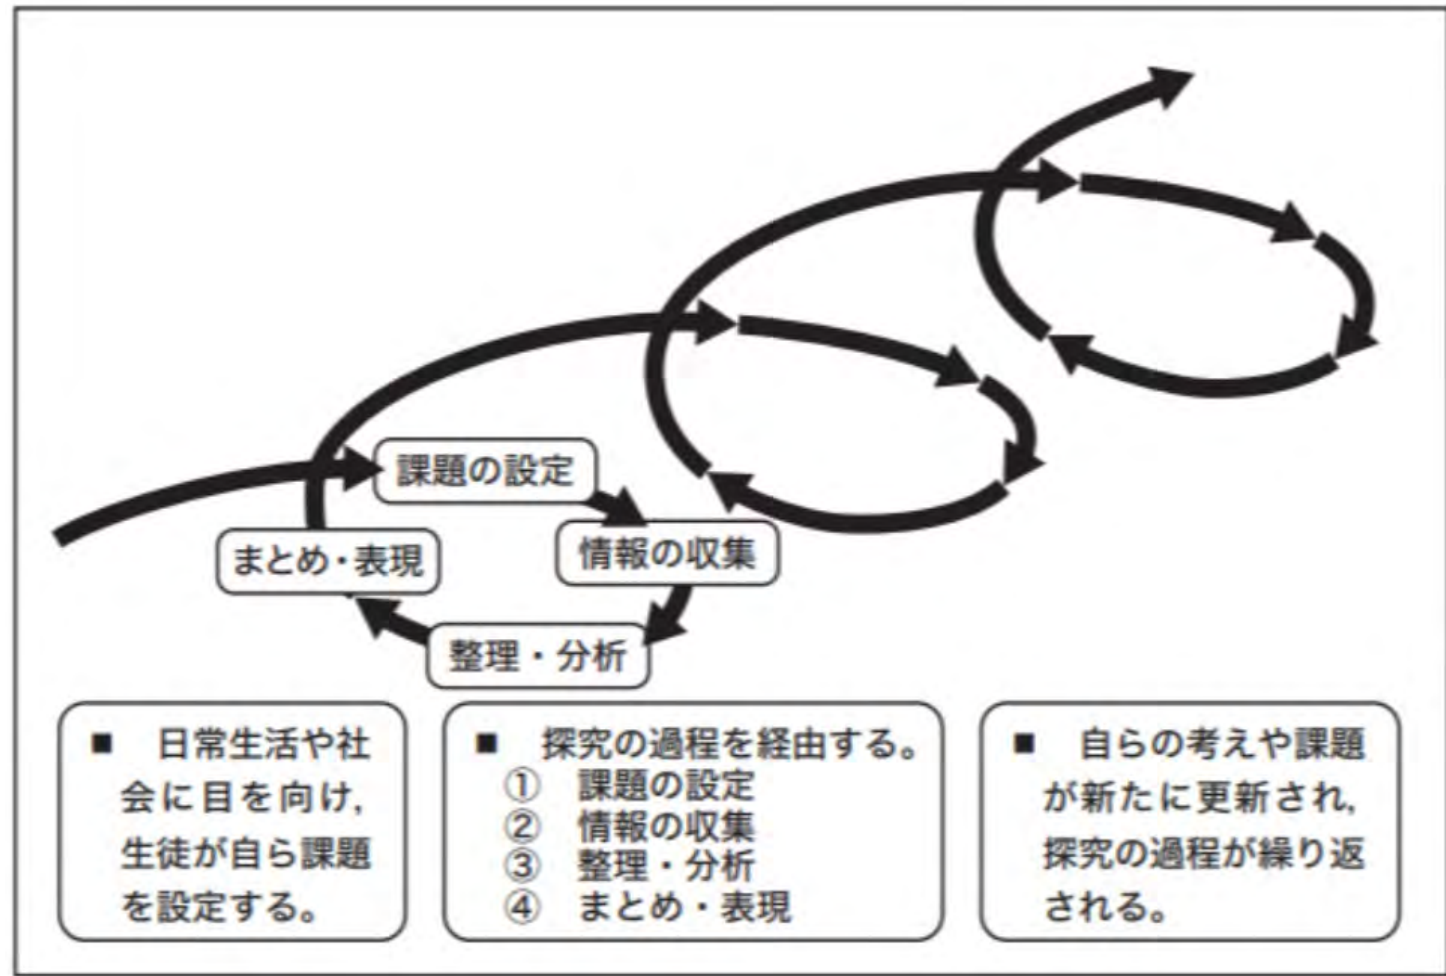 課題の設定
情報の収集
整理・分析
まとめ・表現
■　日常生活や社
会に目を向け,
生徒が自ら課題
を設定する。
■　探究の過程を経由する。
①　課題の設定
②　情報の収集
③　整理・分析
④　まとめ・表現
■　自らの考えや課題
が新たに更新され,
探究の過程が繰り返
される。